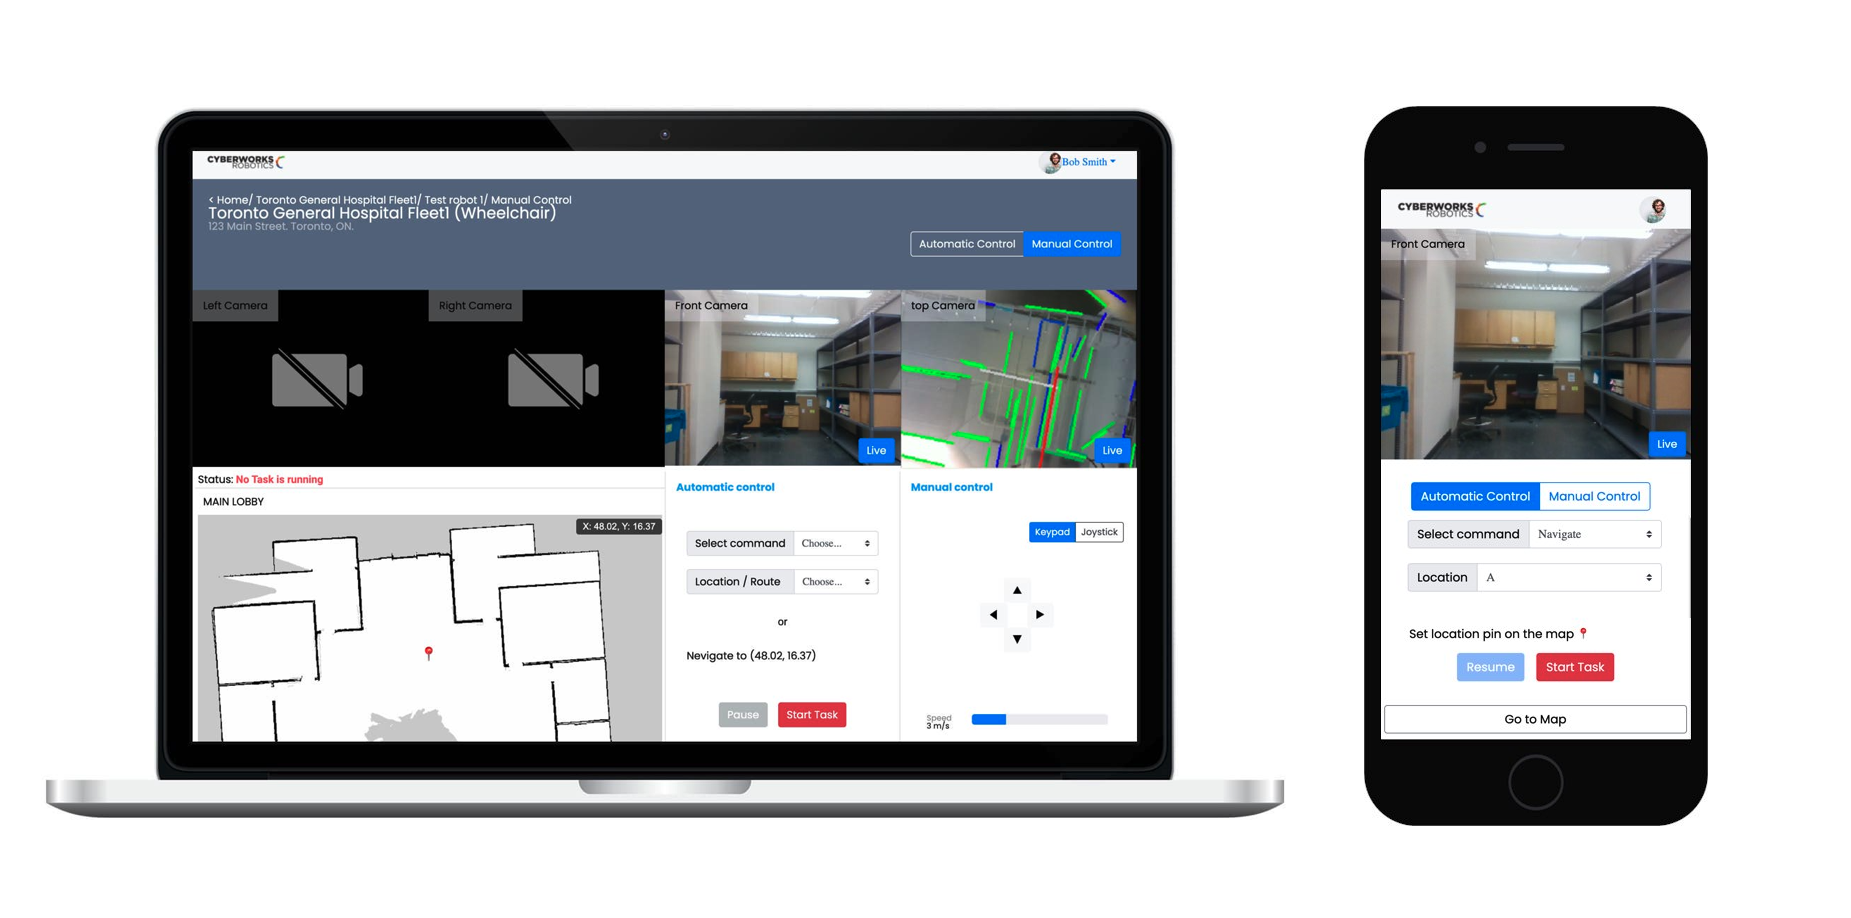 CYBERWORKS
ROBOTICS
Bob Smith
< Home/ Toronto General Hospital Fleet1/ Test robot 1/ Manual Control
Toronto General Hospital Fleet1 (Wheelchair)
123 Main Street. Toronto, ON.
Automatic Control Manual Control
Left Camera
Right Camera
Front Camera
top Camera
Live
Live
Status: No Task is running
MAIN LOBBY
X: 48.02, Y: 16.37
Automatic control
Select command Choose...
Location / Route Choose...
or
Nevigate to (48.02, 16.37)
Pause Start Task
Manual control
Keypad Joystick
Speed
3 m/s
CYBERWORKS
ROBOTICS
Front Camera
Live
Automatic Control Manual Control
Select command Navigate
Location A
Set location pin on the map
Resume Start Task
Go to Map